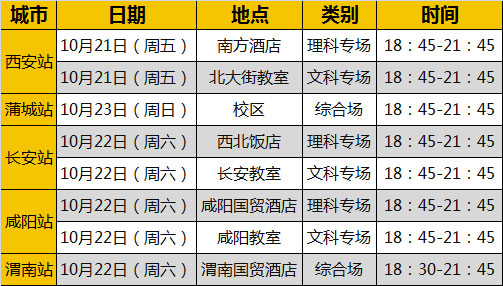 城市 日期 地点 类别 时间
西安站 10月21日（周五） 南方酒店 理科专场 18：45-21：45
10月21日（周五） 北大街教室 文科专场 18：45-21：45
蒲城站 10月23日（周日） 校区 综合场 18：45-21：45
长安站 10月22日（周六） 西北饭店 理科专场 18：45-21：45
10月22日（周六） 长安教室 文科专场 18：45-21：45
咸阳站 10月22日（周六） 咸阳国贸酒店 理科专场 18：45-21：45
10月22日（周六） 咸阳教室 文科专场 18：45-21：45
渭南站 10月22日（周六） 渭南国贸酒店 综合场 18：30-21：45